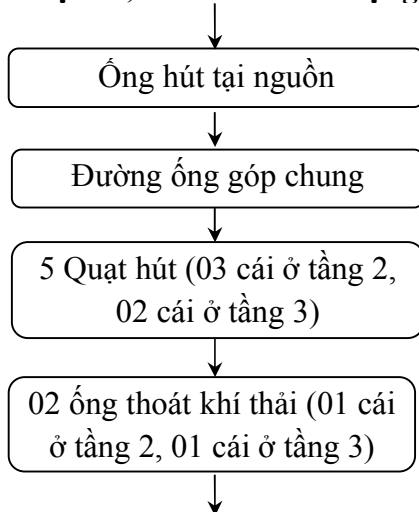 Ống hút tại nguồn
Đường ống góp chung
5 Quạt hút (03 cái ở tầng 2,
02 cái ở tầng 3)
02 ống thoát khí thải (01 cái
ở tầng 2, 01 cái ở tầng 3)